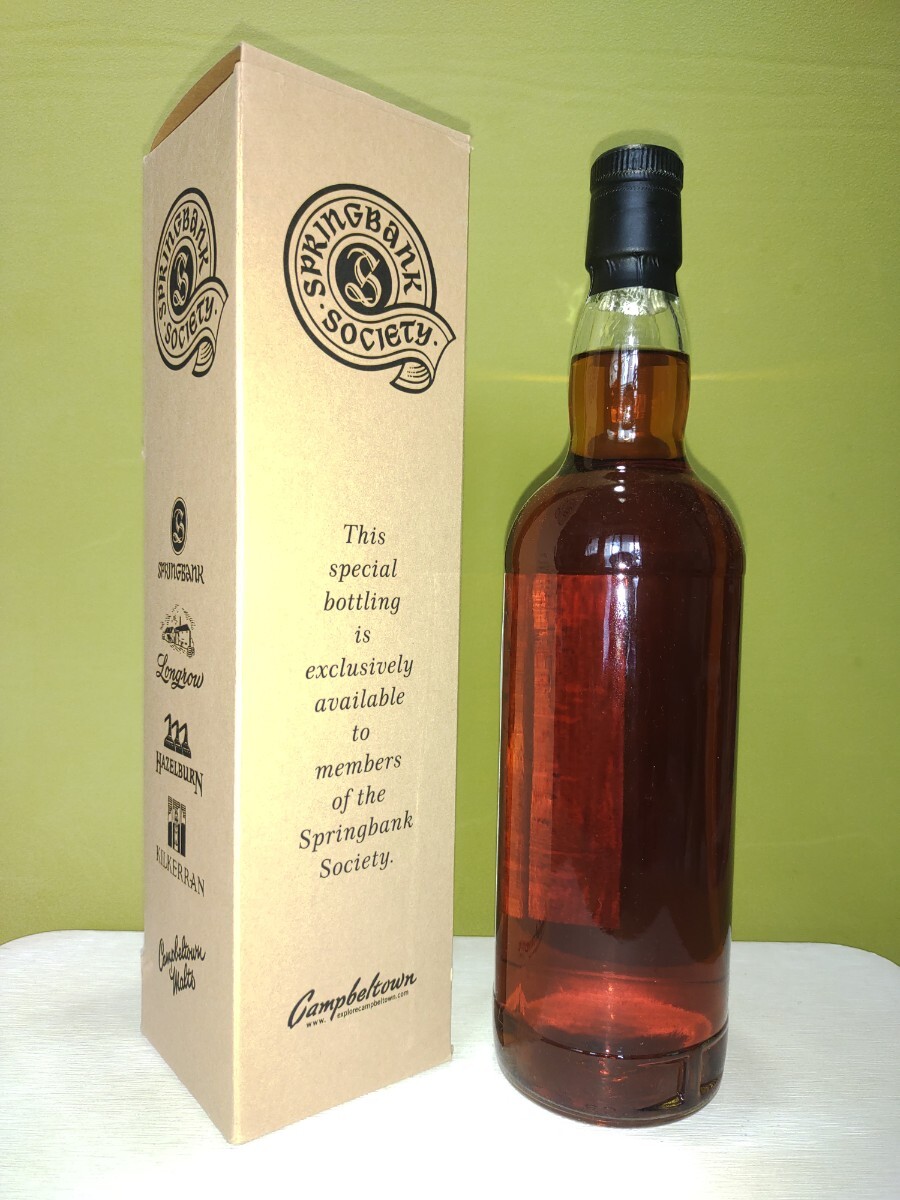 SPRINGBANK
S
· SOCIETY ·
S
SPRINGBANK
Longrow
HAZELBURN
KILKERRAN
Campbeltown
Malts
SPRINGBANK
S
· SOCIETY ·
This
special
bottling
is
exclusively
available
to
members
of the
Springbank
Society.
Campbeltown
www. explorecampbeltown.com